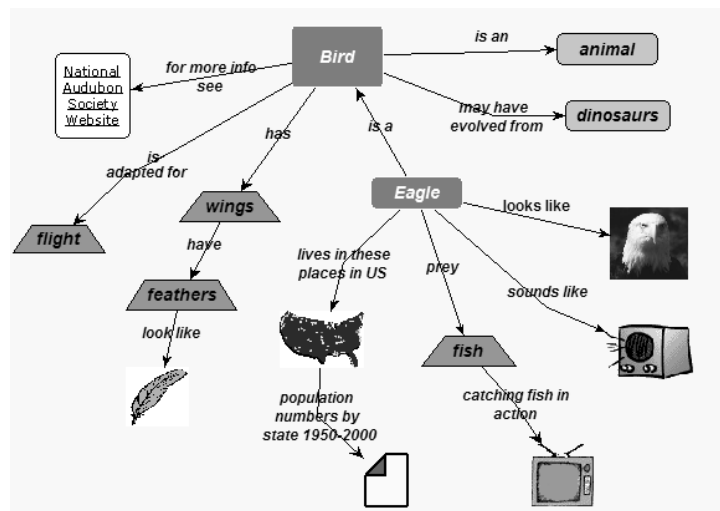 Bird
is an
animal
for more info
see
National
Audubon
Society
Website
may have
evolved from
dinosaurs
has
is a
is
adapted for
Eagle
wings
looks like
flight
have
lives in these
places in US
prey
feathers
sounds like
look like
fish
population
numbers by
state 1950-2000
catching fish in
action